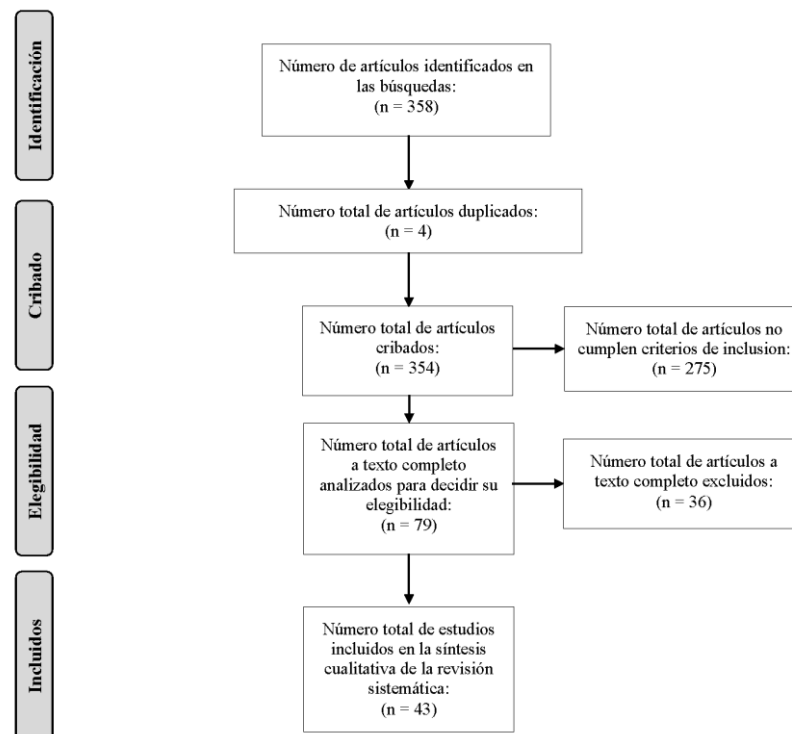 Identificación
Número de artículos identificados en
las búsquedas:
(n = 358)
Cribado
Número total de artículos duplicados:
(n = 4)
Número total de artículos
cribados:
(n = 354)
Número total de artículos no
cumplen criterios de inclusion:
(n = 275)
Elegibilidad
Número total de artículos
a texto completo
analizados para decidir su
elegibilidad:
(n = 79)
Número total de artículos a
texto completo excluidos:
(n = 36)
Incluidos
Número total de estudios
incluidos en la síntesis
cualitativa de la revisión
sistemática:
(n = 43)